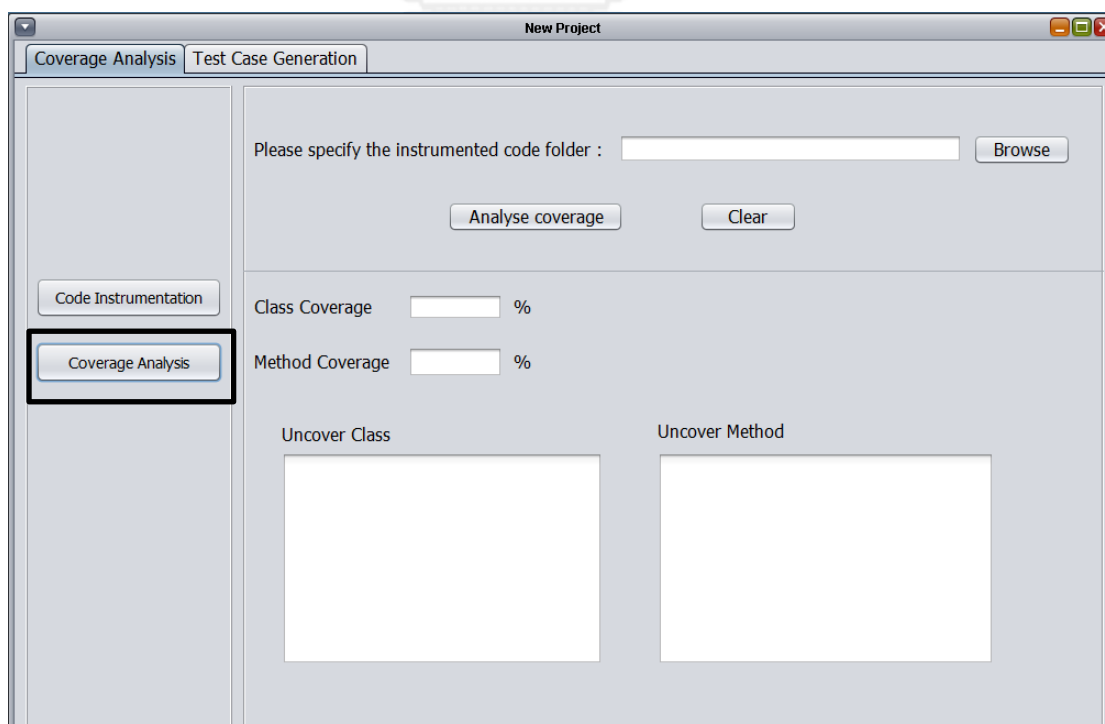 New Project
Coverage Analysis Test Case Generation
Please specify the instrumented code folder : Browse
Analyse coverage Clear
Code Instrumentation
Coverage Analysis
Class Coverage %
Method Coverage %
Uncover Class Uncover Method